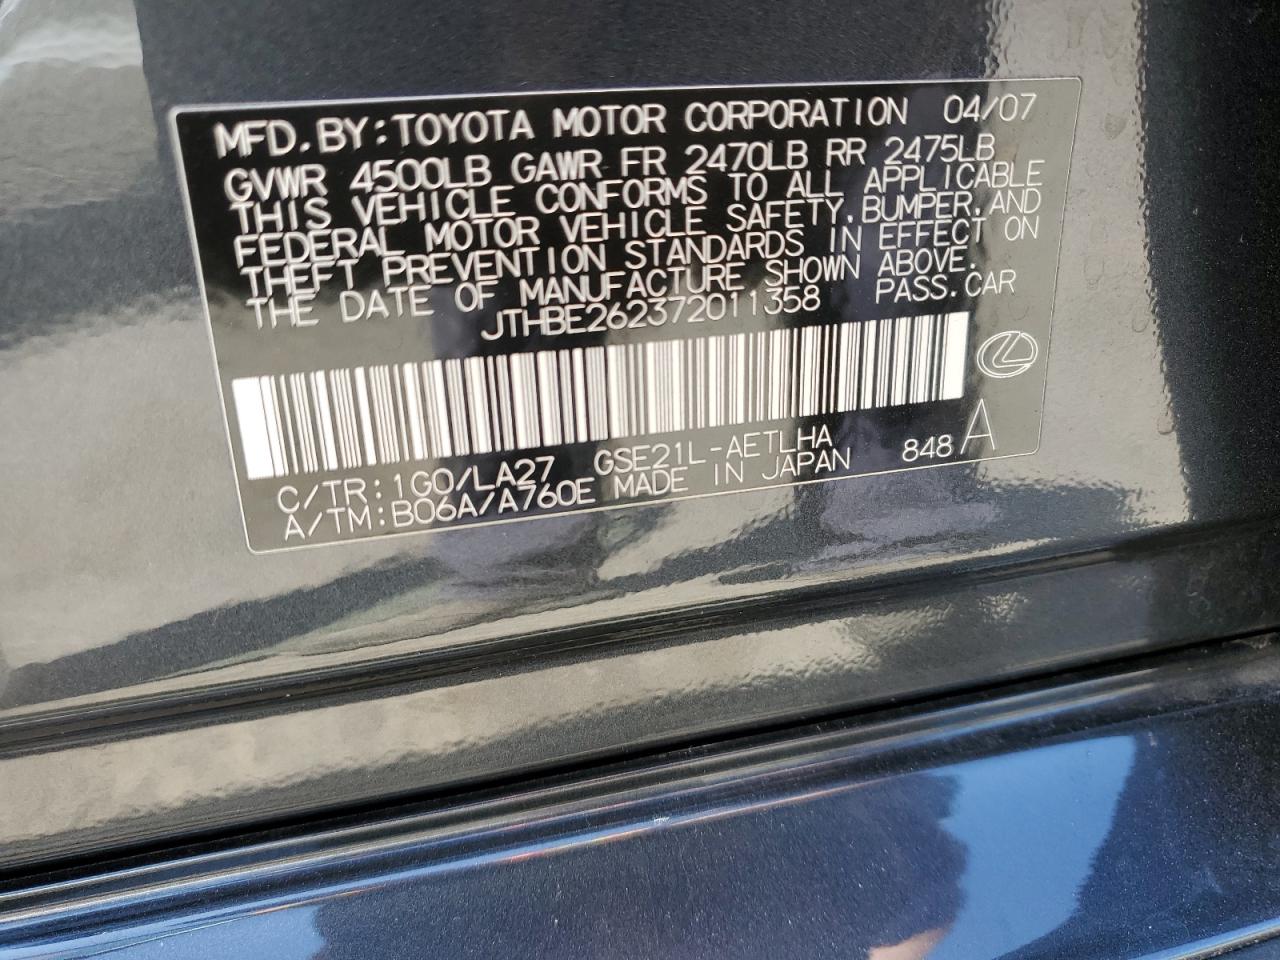 MFD. BY: TOYOTA MOTOR CORPORATION 04/07
GVWR 4500LB GAWR FR 2470LB RR 2475LB
THIS VEHICLE CONFORMS TO ALL APPLICABLE
FEDERAL MOTOR VEHICLE SAFETY, BUMPER, AND
THEFT PREVENTION STANDARDS IN EFFECT ON
THE DATE OF MANUFACTURE SHOWN ABOVE.
JTHBE262372011358 PASS. CAR
C/TR: 1G0/LA27 GSE21L-AETLHA 848 A
A/TM: B06A/A760E MADE IN JAPAN